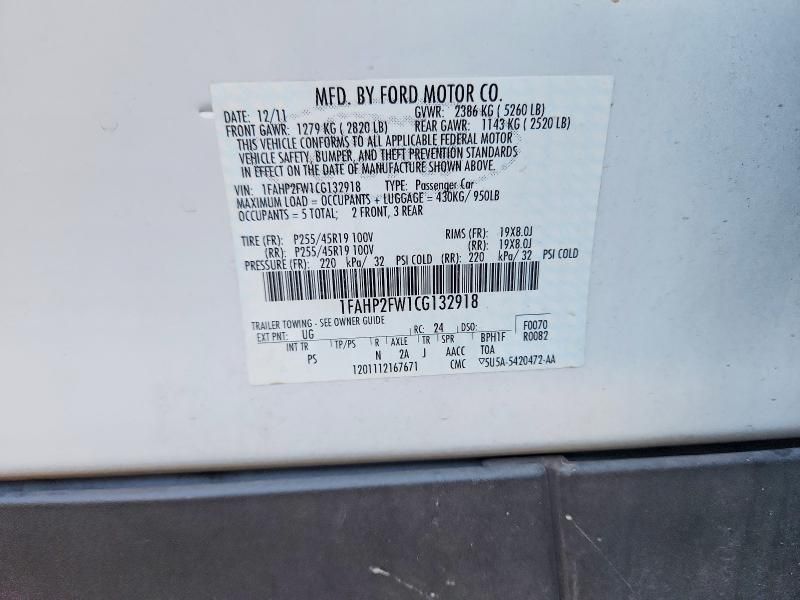 MFD. BY FORD MOTOR CO.
DATE: 12/11 GVWR: 2386 KG ( 5260 LB)
FRONT GAWR: 1279 KG ( 2820 LB) REAR GAWR: 1143 KG ( 2520 LB)
THIS VEHICLE CONFORMS TO ALL APPLICABLE FEDERAL MOTOR
VEHICLE SAFETY, BUMPER, AND THEFT PREVENTION STANDARDS
IN EFFECT ON THE DATE OF MANUFACTURE SHOWN ABOVE.
VIN: 1FAHP2FW1CG132918 TYPE: Passenger Car
MAXIMUM LOAD = OCCUPANTS + LUGGAGE = 430KG/ 950LB
OCCUPANTS = 5 TOTAL; 2 FRONT, 3 REAR
TIRE (FR): P255/45R19 100V RIMS (FR): 19X8.0J
(RR): P255/45R19 100V (RR): 19X8.0J
PRESSURE (FR): 220 kPa/ 32 PSI COLD (RR): 220 kPa/ 32 PSI COLD
1FAHP2FW1CG132918
TRAILER TOWING - SEE OWNER GUIDE
EXT PNT: UG RC: 24 DSO: F0070
R0082
INT TR TP/PS R AXLE TR SPR BPH1F
PS N 2A J AACC TOA
1201112167671 CMC ▽5U5A-5420472-AA